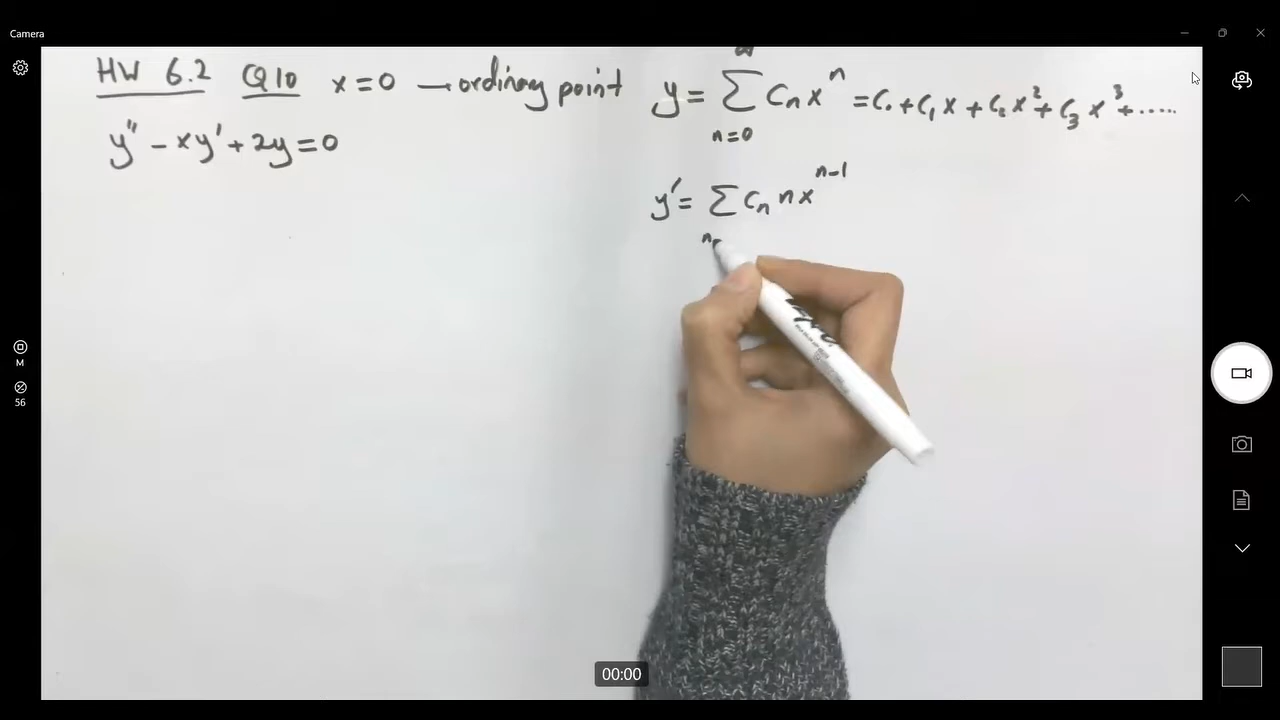 Camera
HW 6.2 Q10 x=0 → ordinary point
y'' - xy' + 2y = 0
∞
y = Σ cₙxⁿ = c₀ + c₁x + c₂x² + c₃x³ + .....
n=0
y' = Σ cₙ n xⁿ⁻¹
n
M
56
00:00